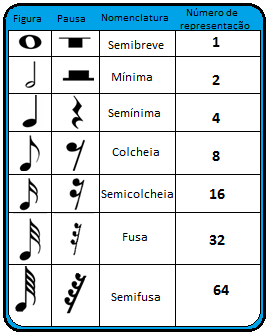 Figura Pausa Nomenclatura Número de
representação
Semibreve 1
Mínima 2
Semínima 4
Colcheia 8
Semicolcheia 16
Fusa 32
Semifusa 64